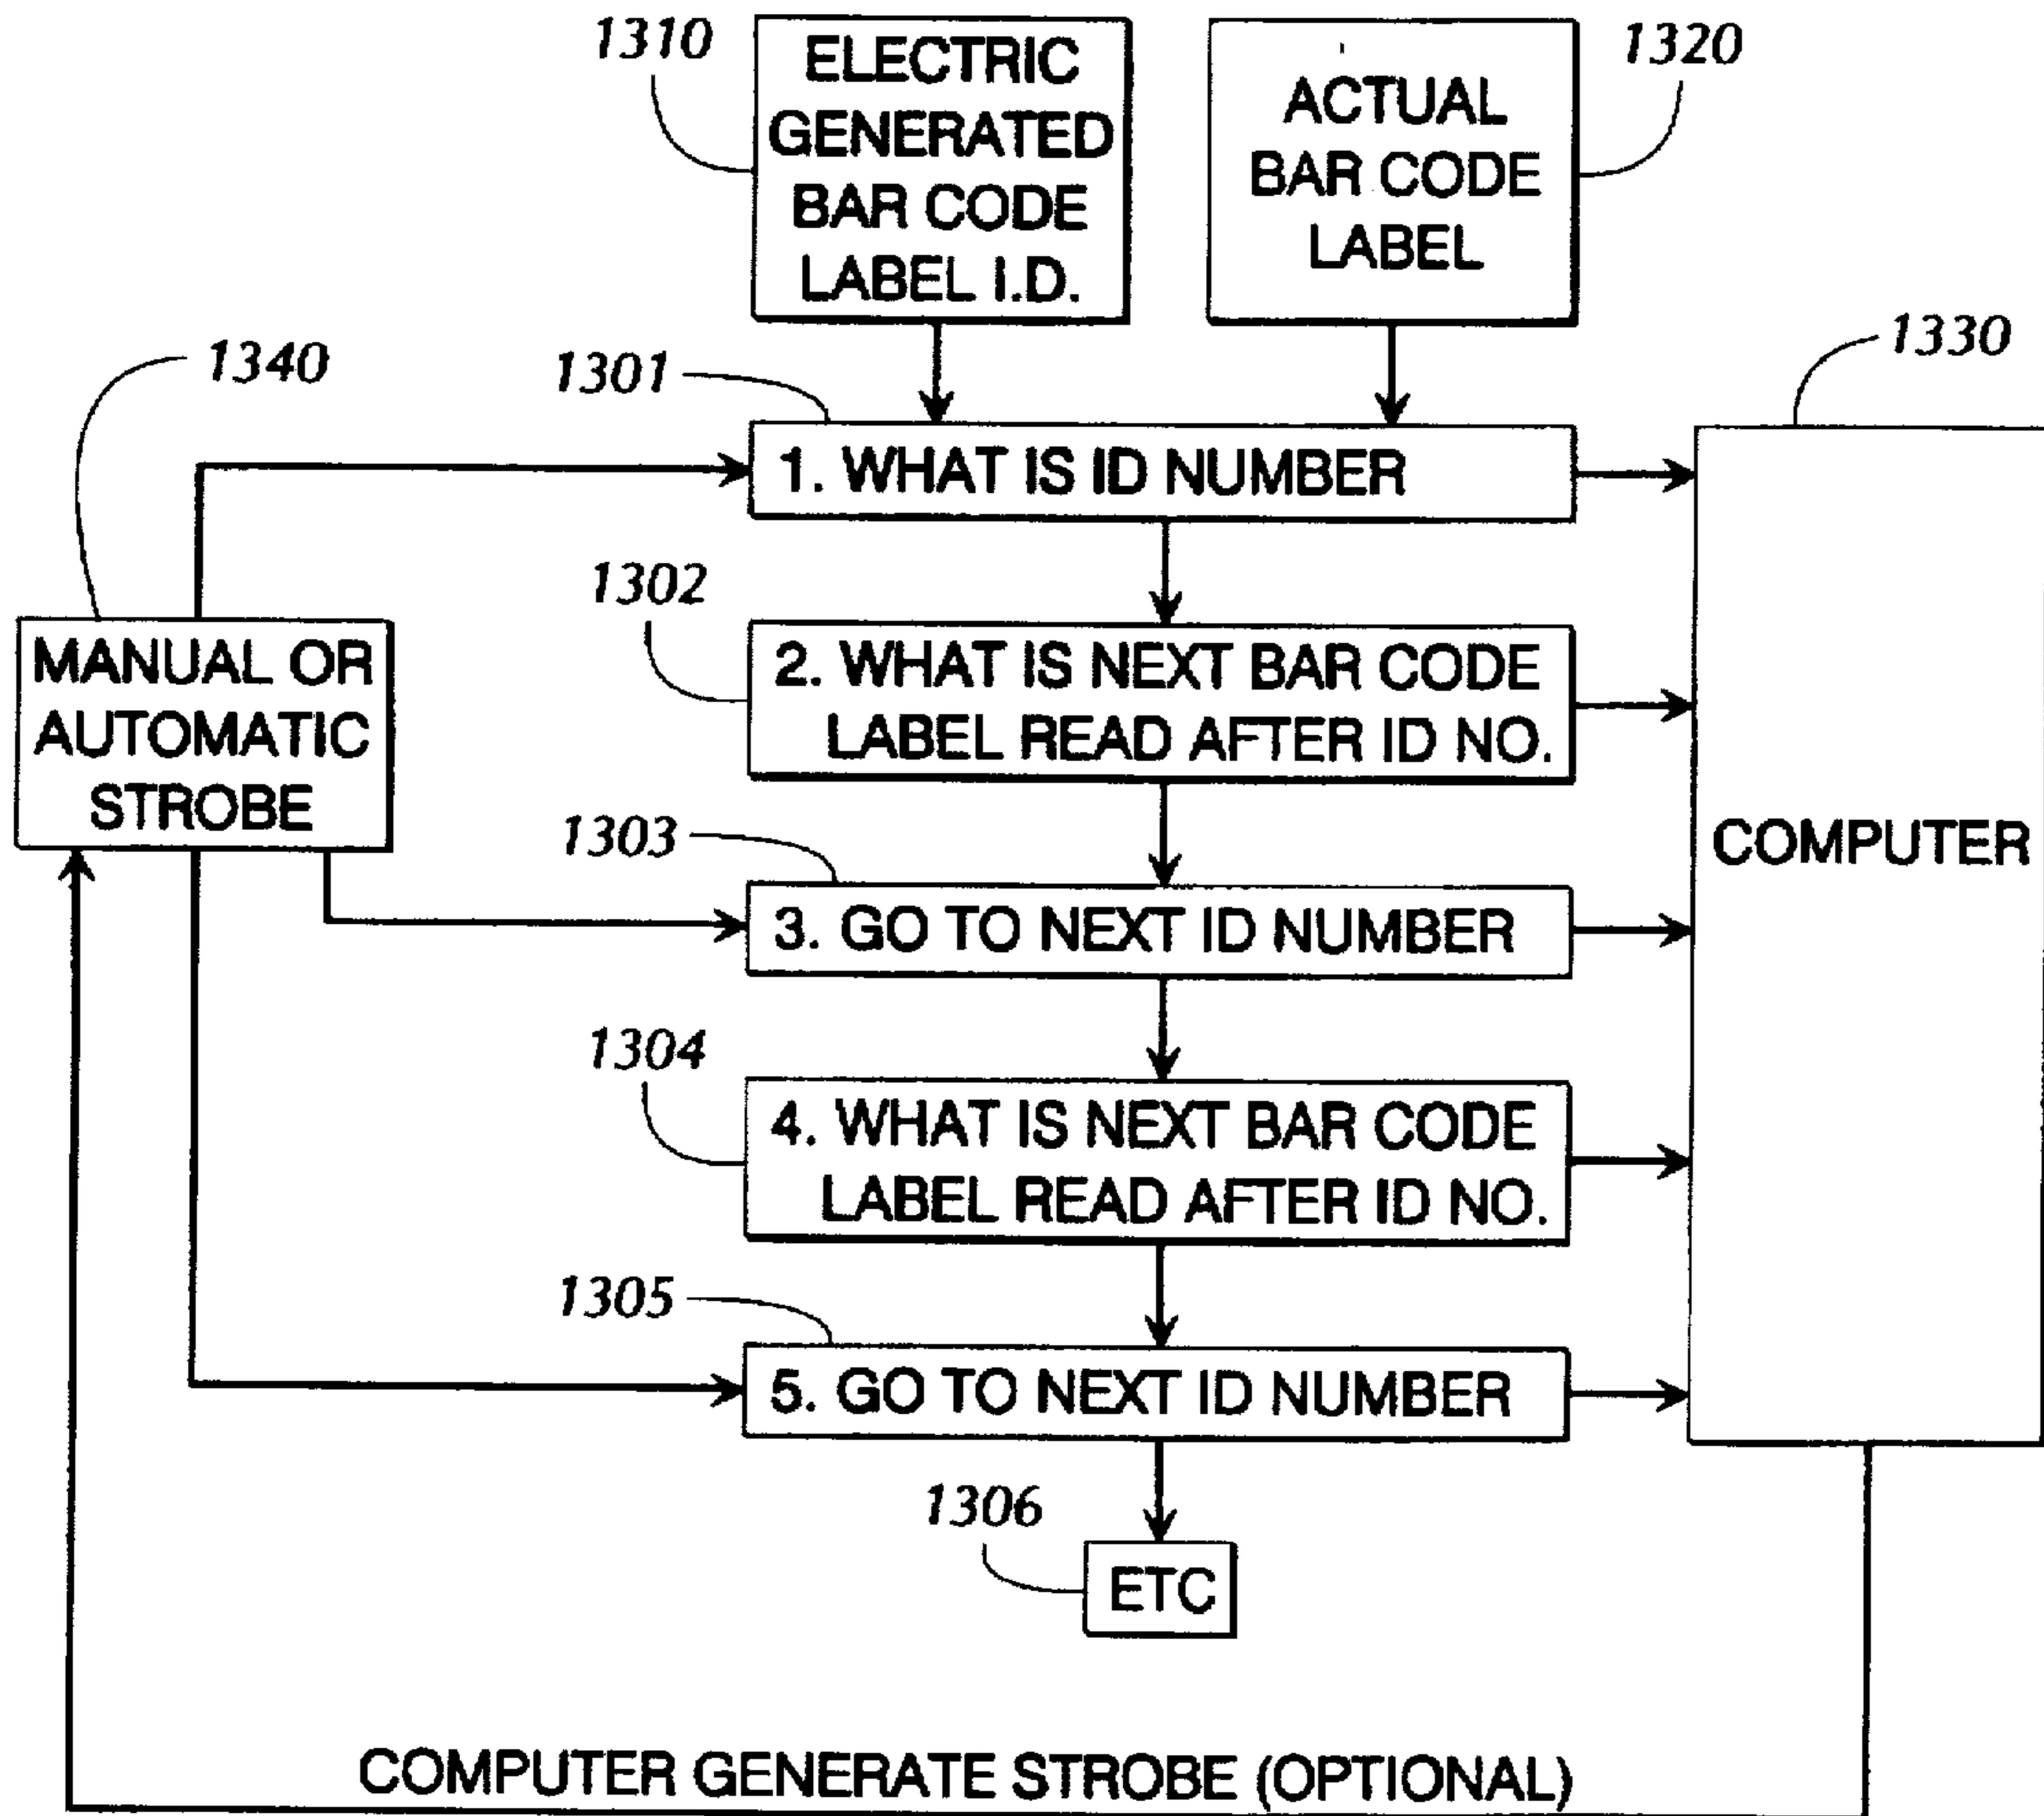 1310
ELECTRIC
GENERATED
BAR CODE
LABEL I.D.
ACTUAL
BAR CODE
LABEL
1320
1340
1301
1330
1. WHAT IS ID NUMBER
1302
MANUAL OR
AUTOMATIC
STROBE
2. WHAT IS NEXT BAR CODE
LABEL READ AFTER ID NO.
COMPUTER
1303
3. GO TO NEXT ID NUMBER
1304
4. WHAT IS NEXT BAR CODE
LABEL READ AFTER ID NO.
1305
5. GO TO NEXT ID NUMBER
1306
ETC
COMPUTER GENERATE STROBE (OPTIONAL)